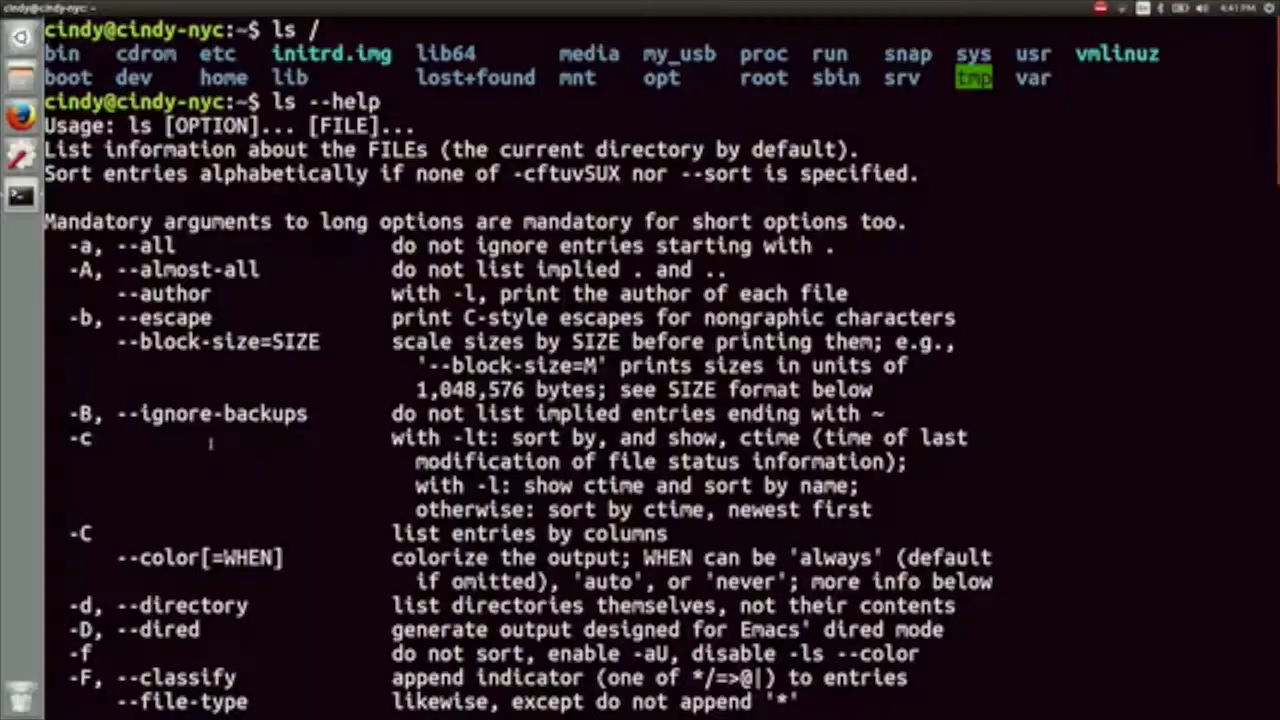 cindy@cindy-nyc: ~
4:41 PM
cindy@cindy-nyc:~$ ls /
bin cdrom etc initrd.img lib64 media my_usb proc run snap sys usr vmlinuz
boot dev home lib lost+found mnt opt root sbin srv tmp var
cindy@cindy-nyc:~$ ls --help
Usage: ls [OPTION]... [FILE]...
List information about the FILEs (the current directory by default).
Sort entries alphabetically if none of -cftuvSUX nor --sort is specified.
Mandatory arguments to long options are mandatory for short options too.
-a, --all do not ignore entries starting with .
-A, --almost-all do not list implied . and ..
--author with -l, print the author of each file
-b, --escape print C-style escapes for nongraphic characters
--block-size=SIZE scale sizes by SIZE before printing them; e.g.,
'--block-size=M' prints sizes in units of
1,048,576 bytes; see SIZE format below
-B, --ignore-backups do not list implied entries ending with ~
-c with -lt: sort by, and show, ctime (time of last
modification of file status information);
with -l: show ctime and sort by name;
otherwise: sort by ctime, newest first
-C list entries by columns
--color[=WHEN] colorize the output; WHEN can be 'always' (default
if omitted), 'auto', or 'never'; more info below
-d, --directory list directories themselves, not their contents
-D, --dired generate output designed for Emacs' dired mode
-f do not sort, enable -aU, disable -ls --color
-F, --classify append indicator (one of */=>@|) to entries
--file-type likewise, except do not append '*'